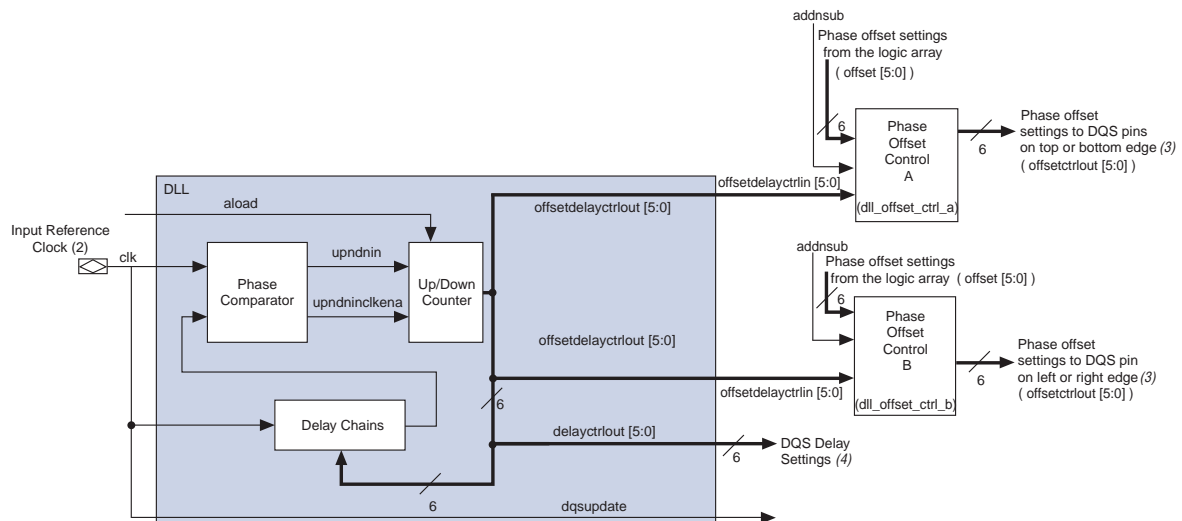 addnsub
Phase offset settings
from the logic array
( offset [5:0] )
6
Phase
Offset
Control
A
(dll_offset_ctrl_a)
6
Phase offset
settings to DQS pins
on top or bottom edge (3)
( offsetctrlout [5:0] )
DLL
aload
offsetdelayctrlout [5:0]
offsetdelayctrlin [5:0]
Input Reference
Clock (2)
clk
Phase
Comparator
upndnin
upndninclkena
Up/Down
Counter
addnsub
Phase offset settings
from the logic array ( offset [5:0] )
6
Phase
Offset
Control
B
(dll_offset_ctrl_b)
6
Phase offset
settings to DQS pin
on left or right edge (3)
( offsetctrlout [5:0] )
offsetdelayctrlout [5:0]
offsetdelayctrlin [5:0]
6
Delay Chains
delayctrlout [5:0]
6
DQS Delay
Settings (4)
6
dqsupdate